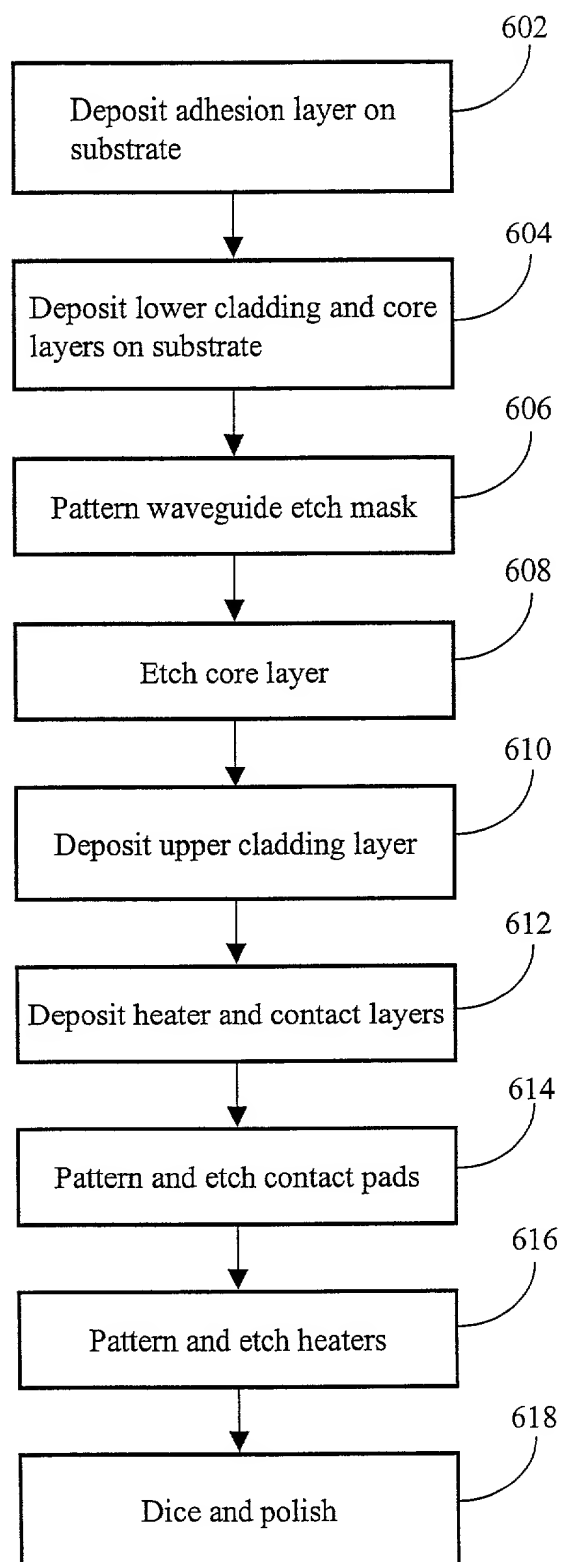 602
Deposit adhesion layer on
substrate
604
Deposit lower cladding and core
layers on substrate
606
Pattern waveguide etch mask
608
Etch core layer
610
Deposit upper cladding layer
612
Deposit heater and contact layers
614
Pattern and etch contact pads
616
Pattern and etch heaters
618
Dice and polish